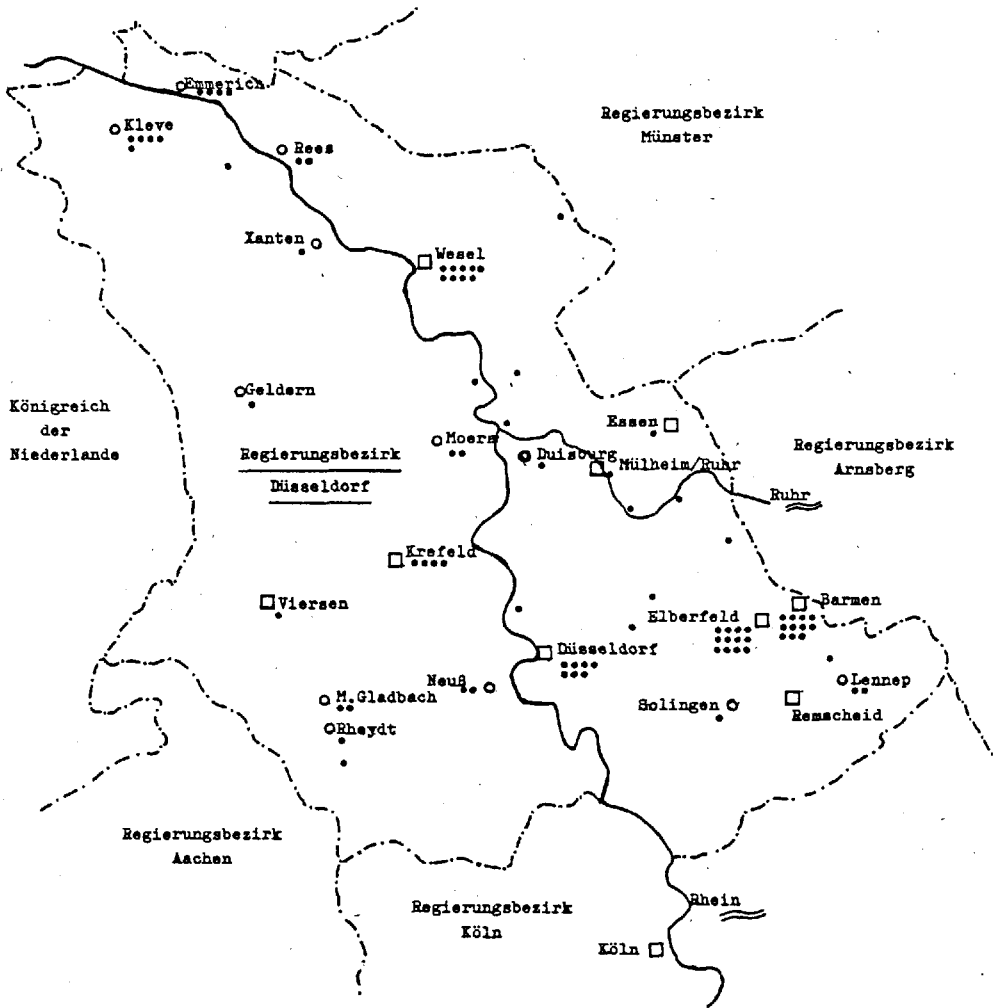 Emmerich
Regierungsbezirk
Münster
Kleve
Rees
Xanten
Wesel
Geldern
Königreich
der
Niederlande
Essen
Moers
Regierungsbezirk
Arnsberg
Regierungsbezirk
Düsseldorf
Duisburg
Mülheim/Ruhr
Ruhr
Krefeld
Viersen
Barmen
Elberfeld
Düsseldorf
Neuß
M.Gladbach
Lennep
Solingen
Remscheid
Rheydt
Regierungsbezirk
Aachen
Rhein
Regierungsbezirk
Köln
Köln